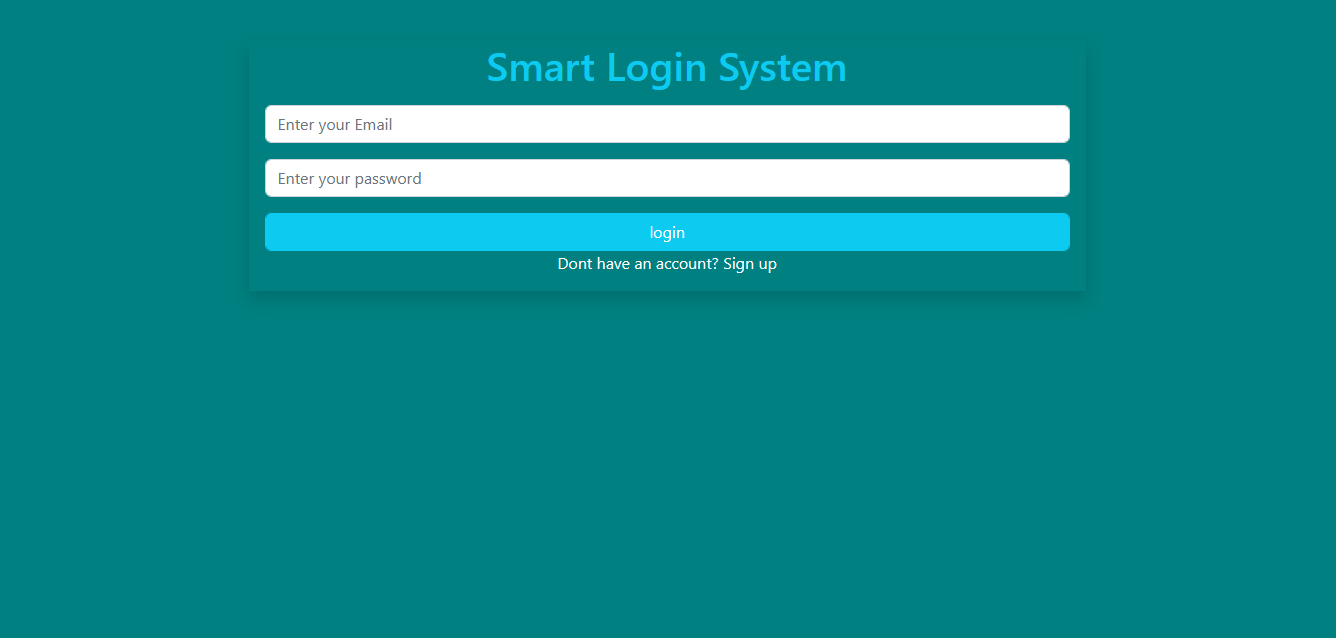 Smart Login System
Enter your Email
Enter your password
login
Dont have an account? Sign up